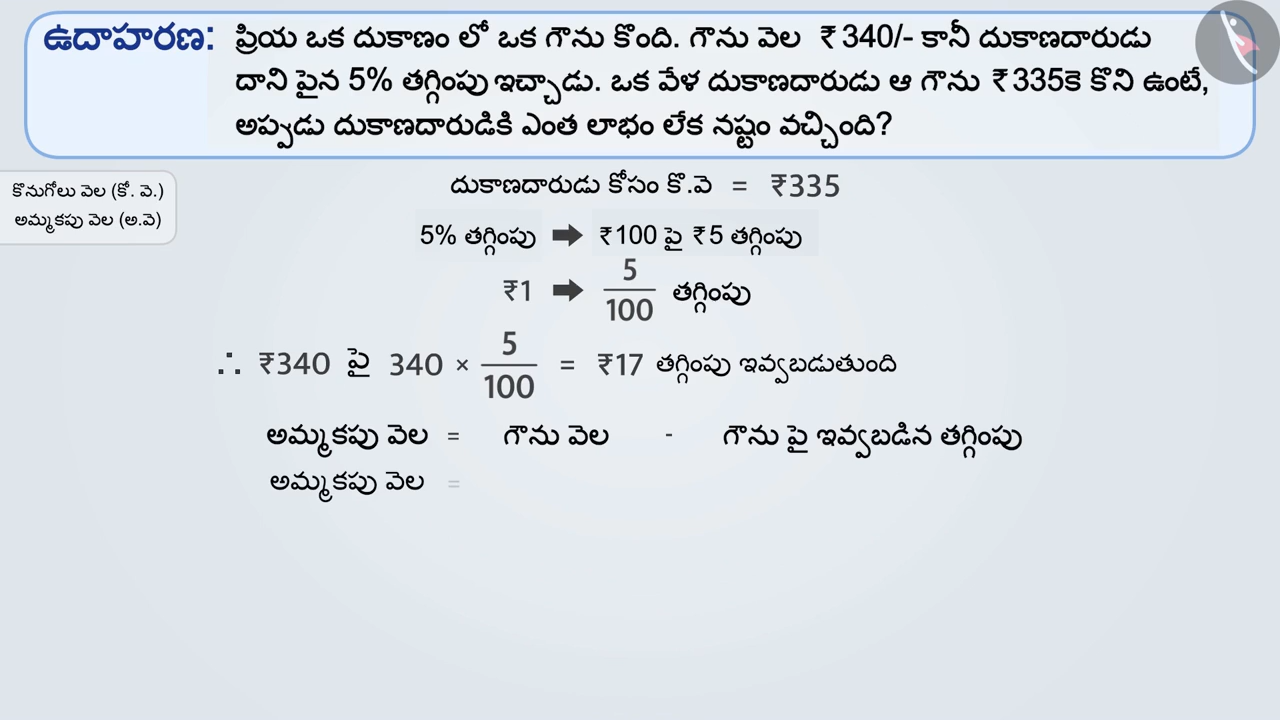 ఉదాహరణ: ప్రియ ఒక దుకాణం లో ఒక గౌను కొంది. గౌను వెల ₹340/- కానీ దుకాణదారుడు
దాని పైన 5% తగ్గింపు ఇచ్చాడు. ఒక వేళ దుకాణదారుడు ఆ గౌను ₹335కె కొని ఉంటే,
అప్పడు దుకాణదారుడికి ఎంత లాభం లేక నష్టం వచ్చింది?
కొనుగోలు వెల (కో. వె.)
అమ్మకపు వెల (అ.వె)
దుకాణదారుడు కోసం కొ.వె = ₹335
5% తగ్గింపు ➡ ₹100 పై ₹5 తగ్గింపు
₹1 ➡ 5/100 తగ్గింపు
∴ ₹340 పై 340 × 5/100 = ₹17 తగ్గింపు ఇవ్వబడుతుంది
అమ్మకపు వెల = గౌను వెల - గౌను పై ఇవ్వబడిన తగ్గింపు
అమ్మకపు వెల =